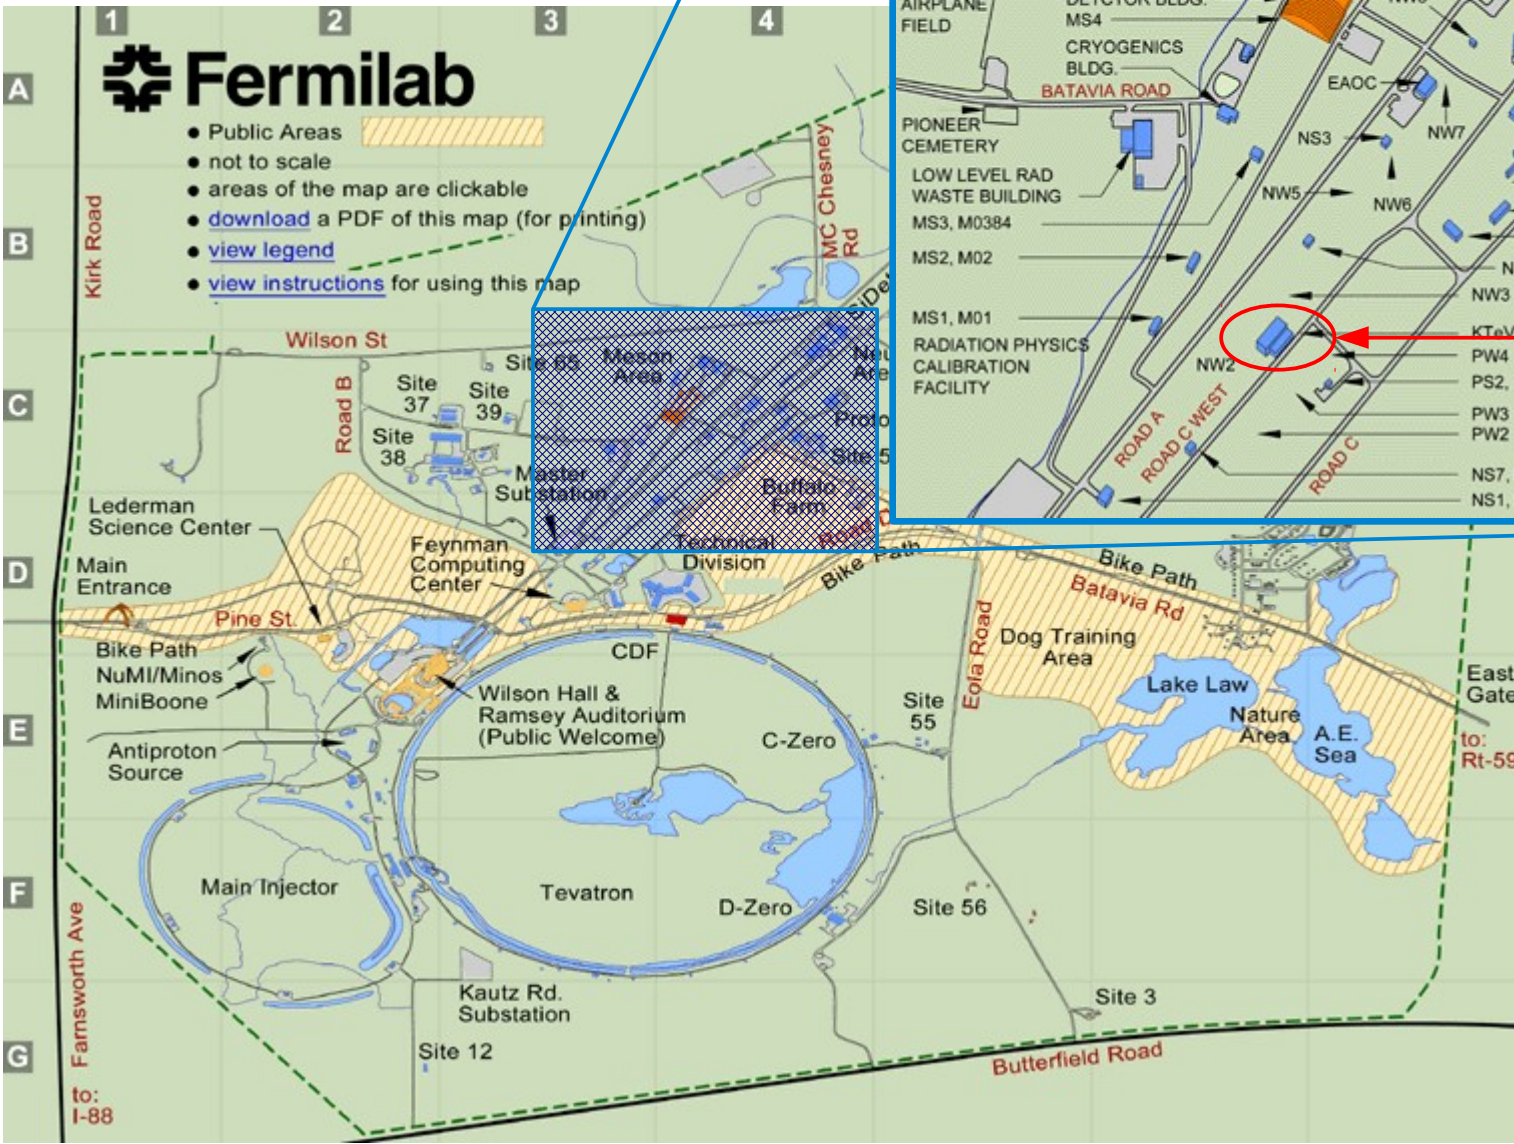 1 2 3 4
A
B
C
D
E
F
G
Fermilab
Public Areas
not to scale
areas of the map are clickable
download a PDF of this map (for printing)
view legend
view instructions for using this map
Kirk Road
MC Chesney
Rd
Wilson St
Road B
Site 65
Meson
Area
Site
37
Site
39
Site
38
Master
Substation
Buffalo
Farm
Lederman
Science Center
Main
Entrance
Feynman
Computing
Center
Technical
Division
Road D
Bike Path
Bike Path
Batavia Rd
Pine St.
Bike Path
NuMI/Minos
MiniBoone
CDF
Wilson Hall &
Ramsey Auditorium
(Public Welcome)
Antiproton
Source
Eola Road
Dog Training
Area
Site
55
C-Zero
Lake Law
Nature
Area
A.E.
Sea
East
Gate
to:
Rt-59
Main Injector
Tevatron
D-Zero
Site 56
Kautz Rd.
Substation
Site 12
Site 3
Butterfield Road
Farnsworth Ave
to:
I-88
AIRPLANE
FIELD
DETCTOR BLDG.
MS4
CRYOGENICS
BLDG.
BATAVIA ROAD
PIONEER
CEMETERY
LOW LEVEL RAD
WASTE BUILDING
MS3, M0384
MS2, M02
MS1, M01
RADIATION PHYSICS
CALIBRATION
FACILITY
EAOC
NW7
NS3
NW5
NW6
NW3
KTeV
PW4
NW2
PS2,
PW3
PW2
NS7,
NS1,
ROAD A
ROAD C WEST
ROAD C